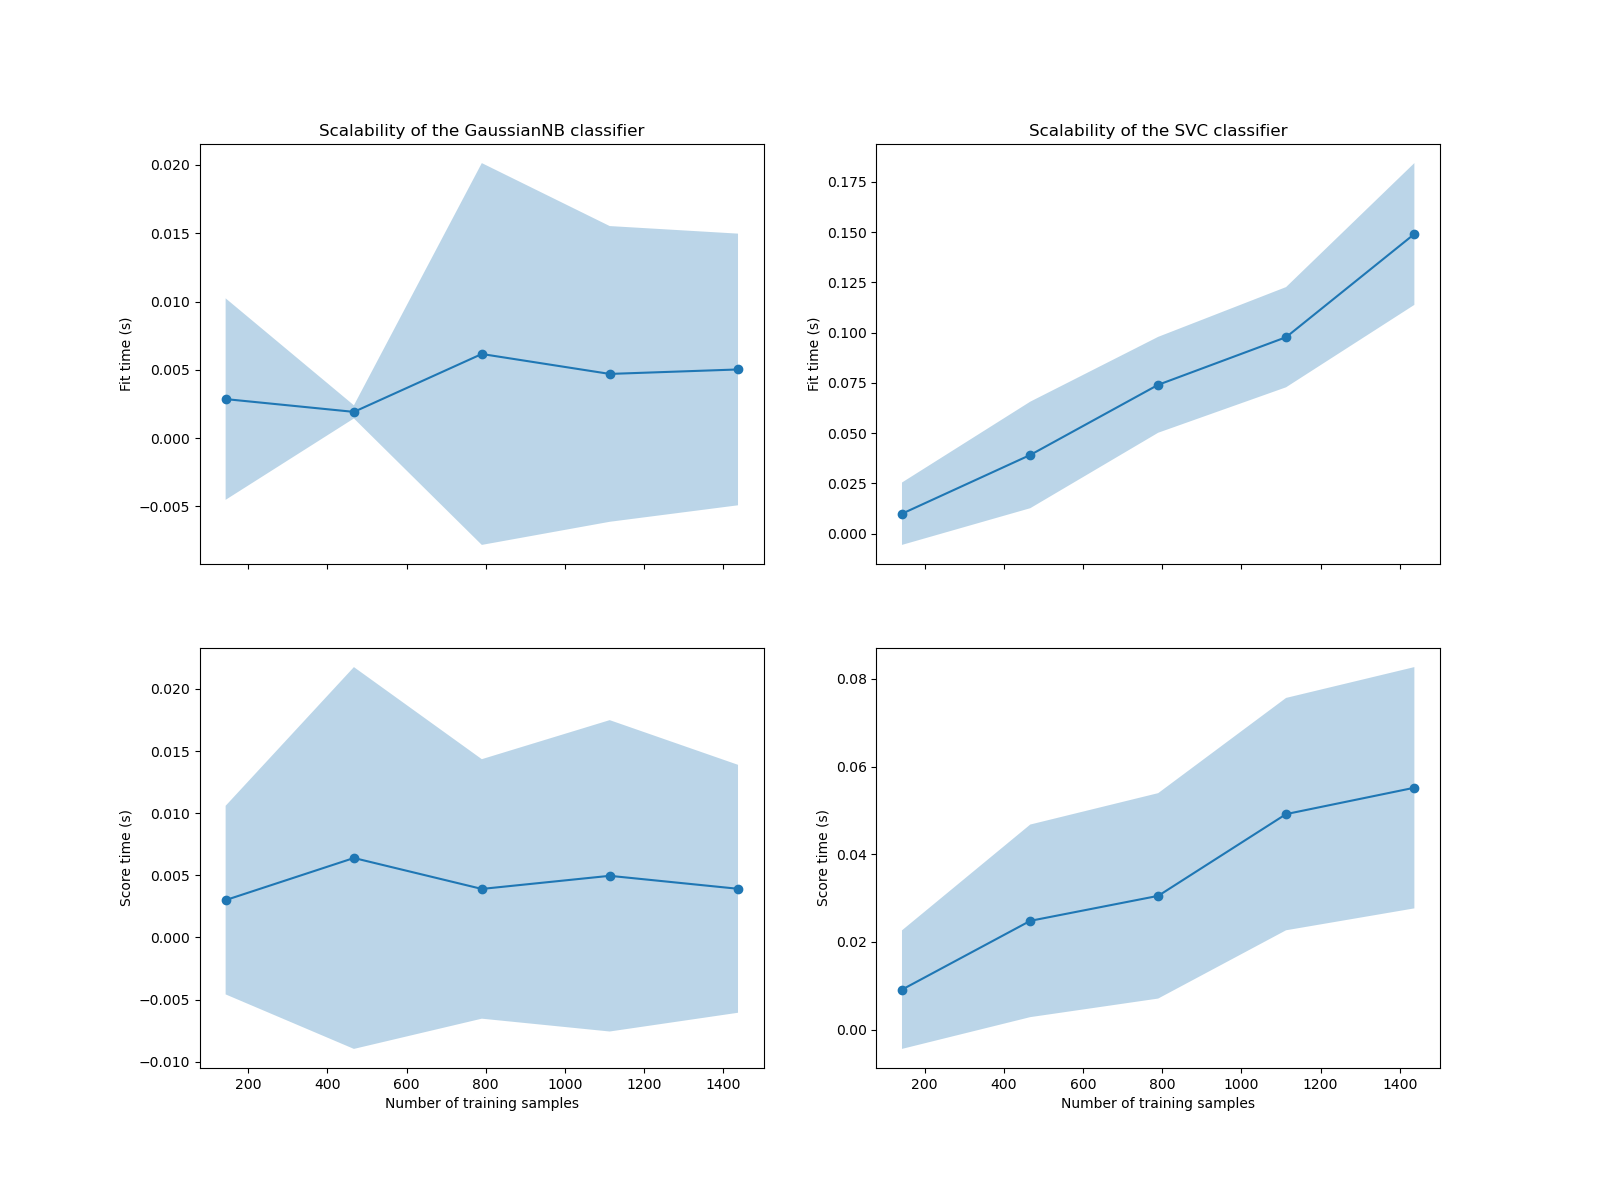 Scalability of the GaussianNB classifier
0.020
0.015
0.010
0.005
0.000
−0.005
Fit time (s)
Scalability of the SVC classifier
0.175
0.150
0.125
0.100
0.075
0.050
0.025
0.000
Fit time (s)
0.020
0.015
0.010
0.005
0.000
−0.005
−0.010
Score time (s)
200 400 600 800 1000 1200 1400
Number of training samples
0.08
0.06
0.04
0.02
0.00
Score time (s)
200 400 600 800 1000 1200 1400
Number of training samples